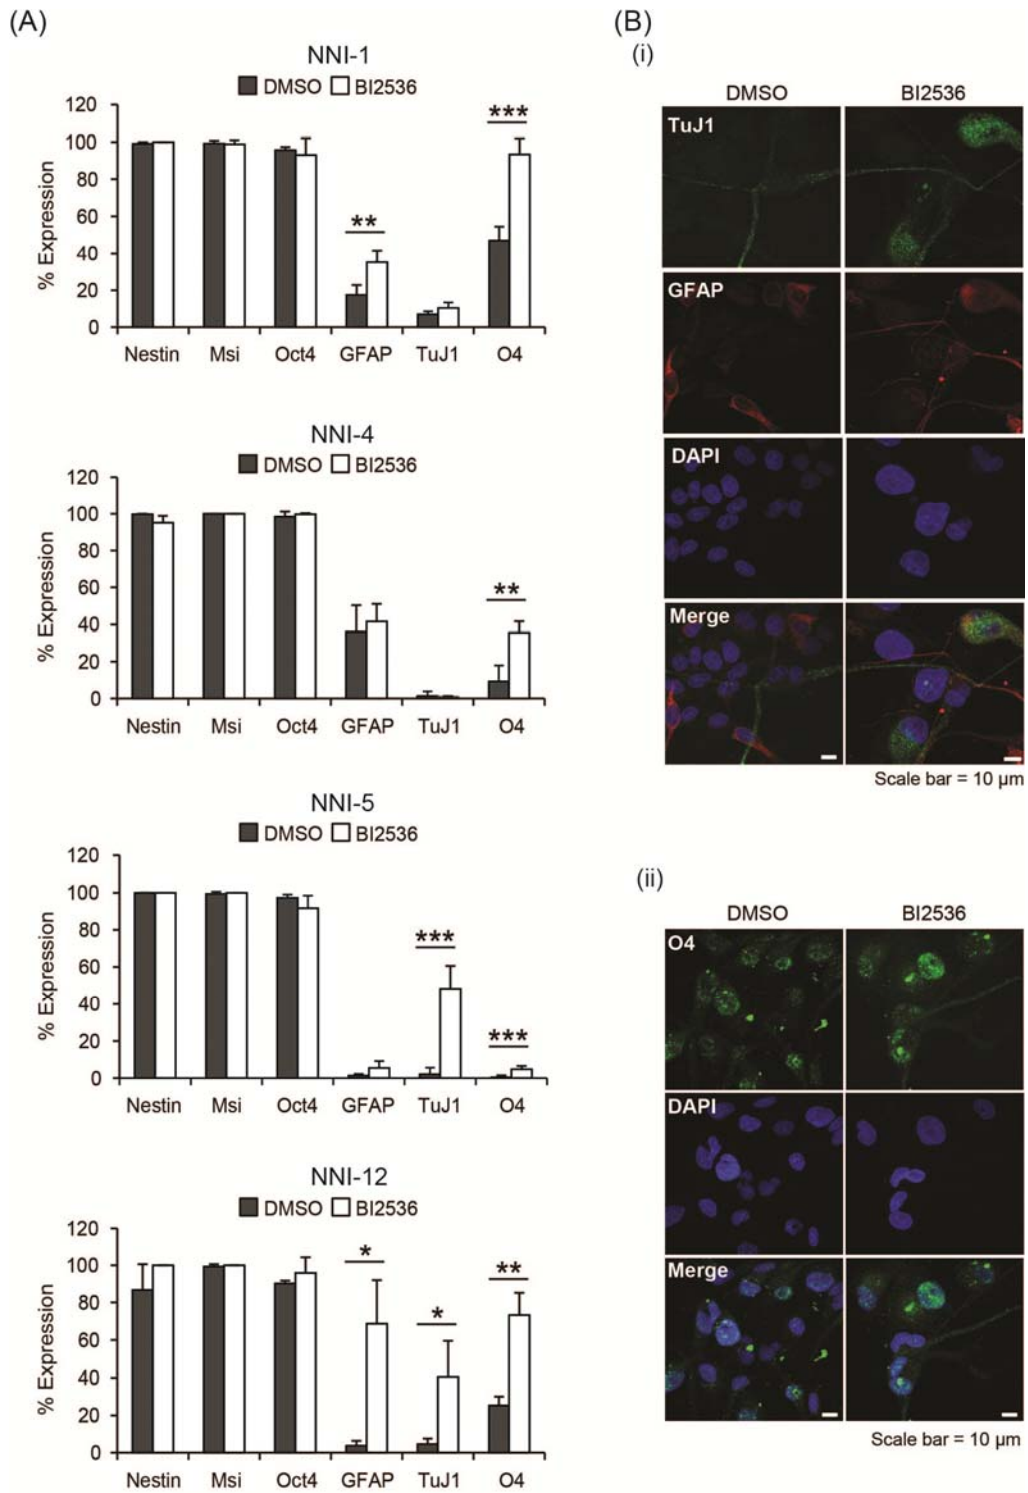 (A)
NNI-1
DMSO BI2536
120
100
80
60
40
20
0
% Expression
** ***
Nestin Msi Oct4 GFAP TuJ1 O4
NNI-4
DMSO BI2536
120
100
80
60
40
20
0
% Expression
**
Nestin Msi Oct4 GFAP TuJ1 O4
NNI-5
DMSO BI2536
120
100
80
60
40
20
0
% Expression
*** ***
Nestin Msi Oct4 GFAP TuJ1 O4
NNI-12
DMSO BI2536
120
100
80
60
40
20
0
% Expression
* * **
Nestin Msi Oct4 GFAP TuJ1 O4
(B)
(i)
DMSO BI2536
TuJ1
GFAP
DAPI
Merge
Scale bar = 10 µm
(ii)
DMSO BI2536
O4
DAPI
Merge
Scale bar = 10 µm